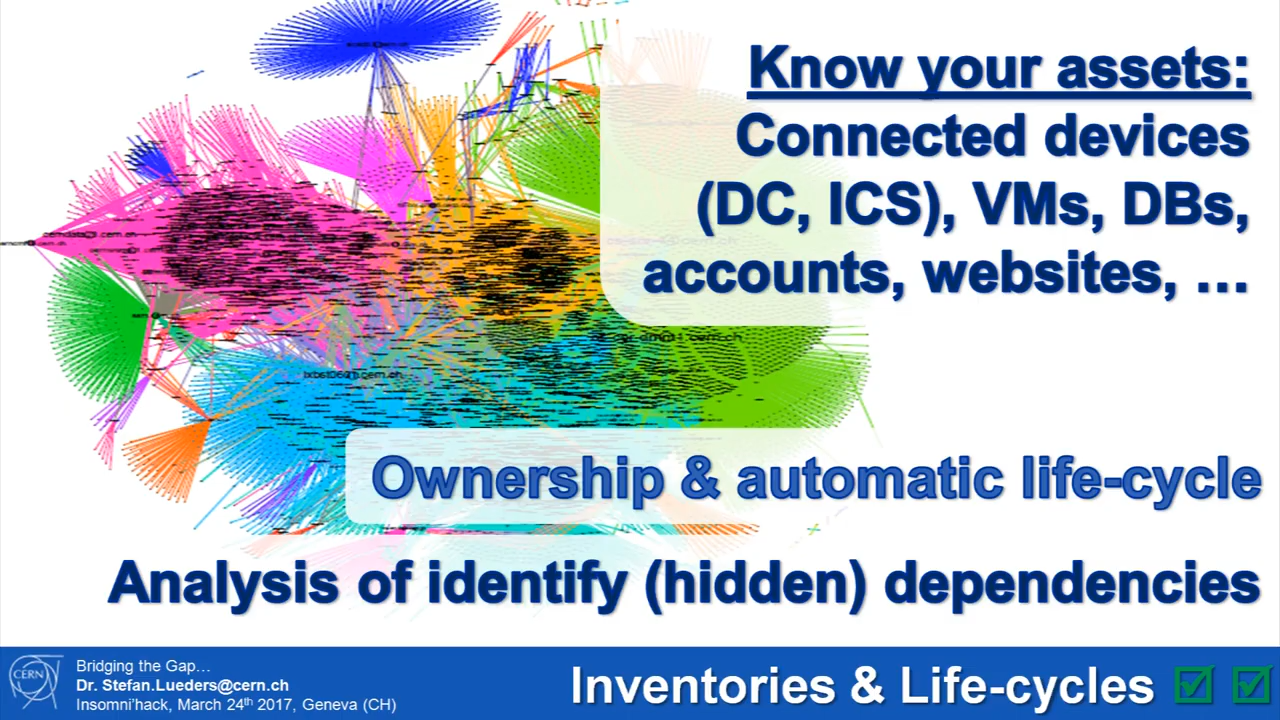 Know your assets:
Connected devices
(DC, ICS), VMs, DBs,
accounts, websites, …
Ownership & automatic life-cycle
Analysis of identify (hidden) dependencies
CERN
Bridging the Gap…
Dr. Stefan.Lueders@cern.ch
Insomni'hack, March 24th 2017, Geneva (CH)
Inventories & Life-cycles